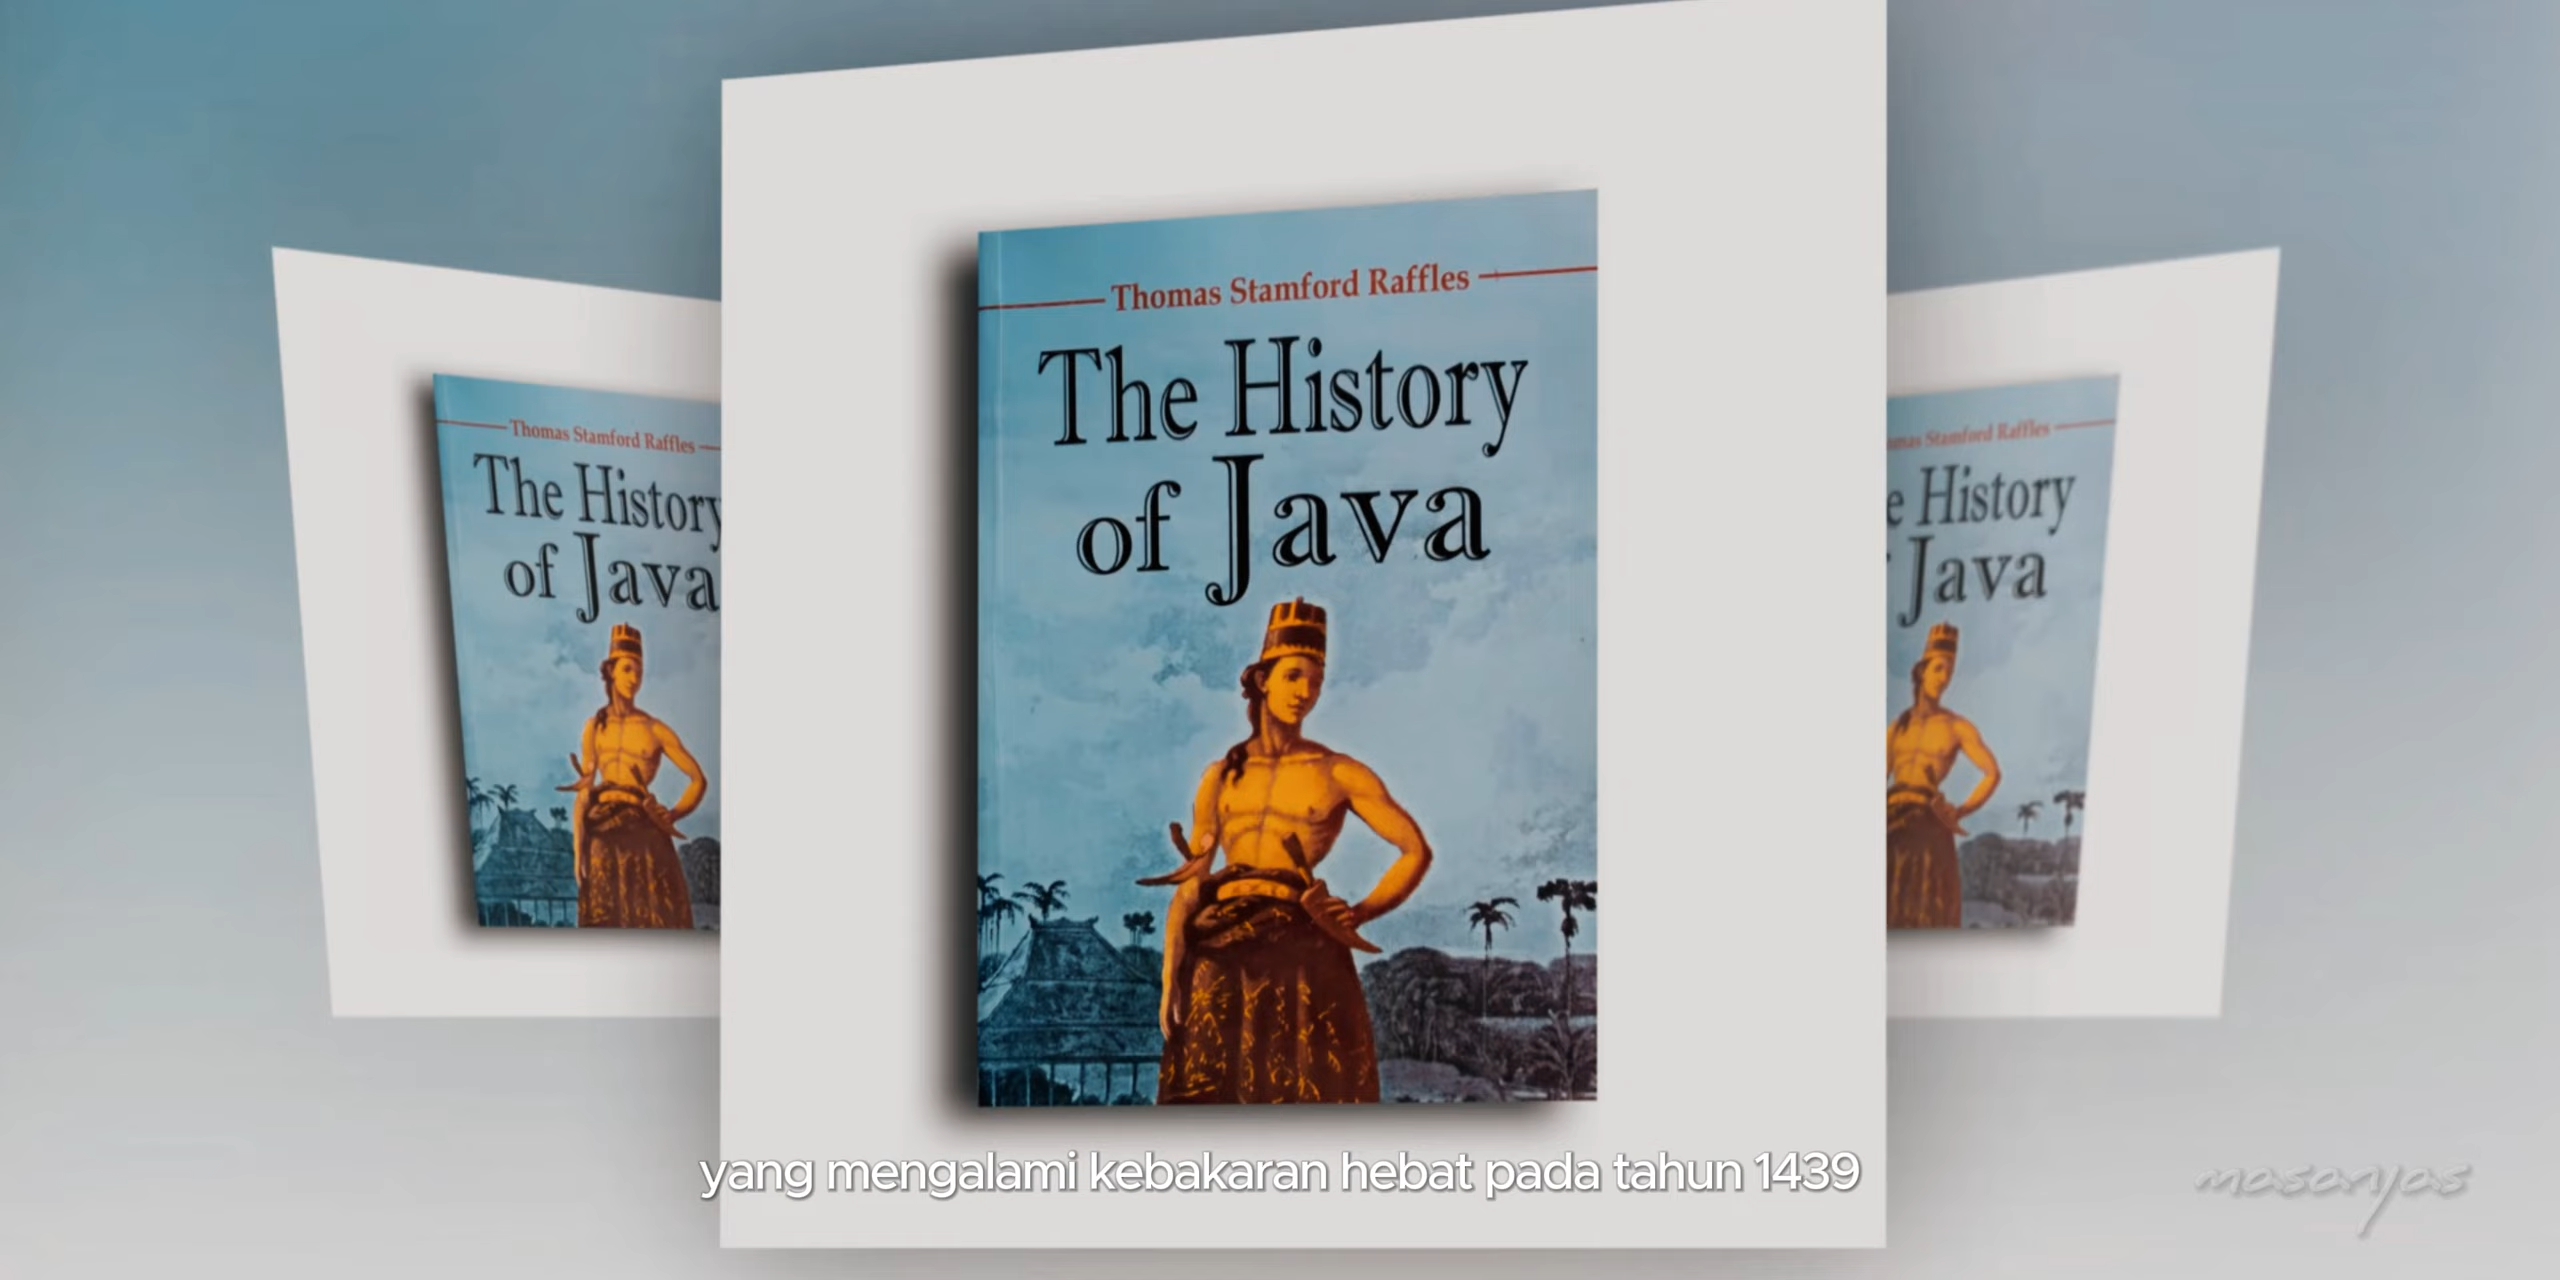 Thomas Stamford Raffles
The History
of Java
Thomas Stamford Raffles
The History
of Java
Stamford Raffles
History
Java
yang mengalami kebakaran hebat pada tahun 1439
masanyas